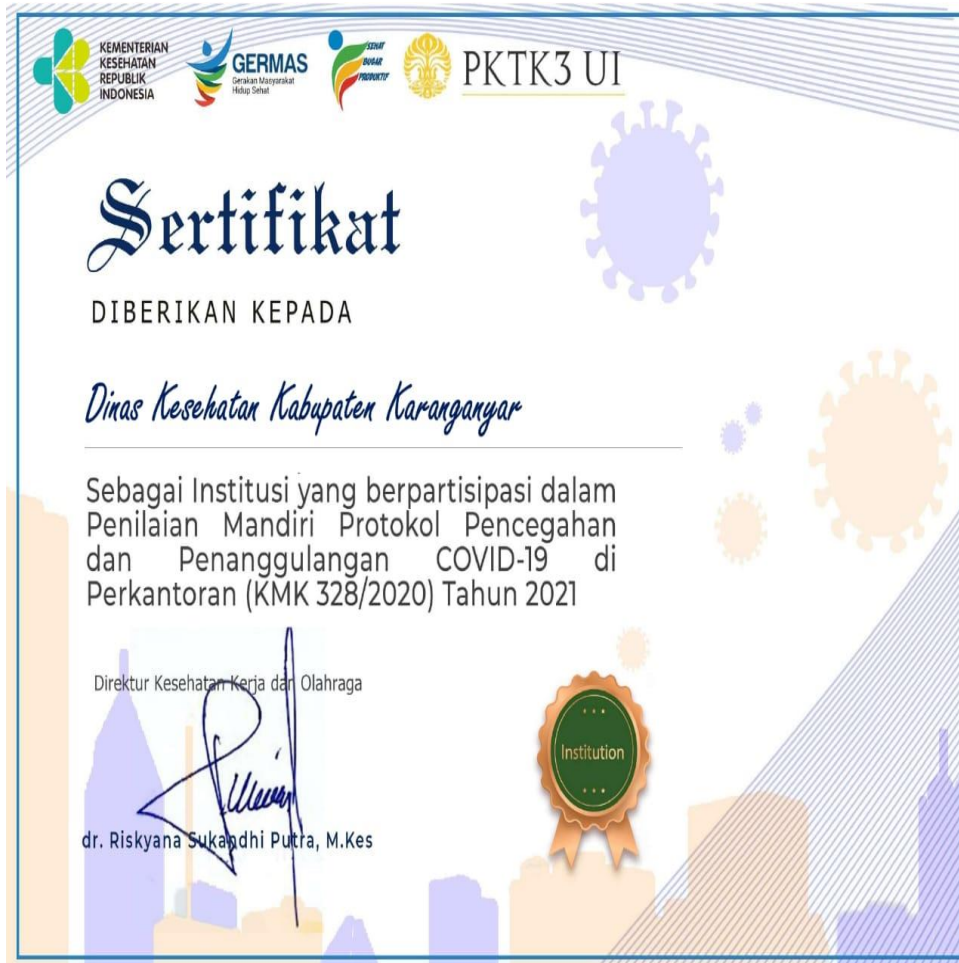 KEMENTERIAN
KESEHATAN
REPUBLIK
INDONESIA
GERMAS
Gerakan Masyarakat
Hidup Sehat
SEHAT
BUGAR
PRODUKTIF
PKTK3 UI
Sertifikat
DIBERIKAN KEPADA
Dinas Kesehatan Kabupaten Karanganyar
Sebagai Institusi yang berpartisipasi dalam
Penilaian Mandiri Protokol Pencegahan
dan Penanggulangan COVID-19 di
Perkantoran (KMK 328/2020) Tahun 2021
Direktur Kesehatan Kerja dan Olahraga
dr. Riskyana Sukandhi Putra, M.Kes
Institution